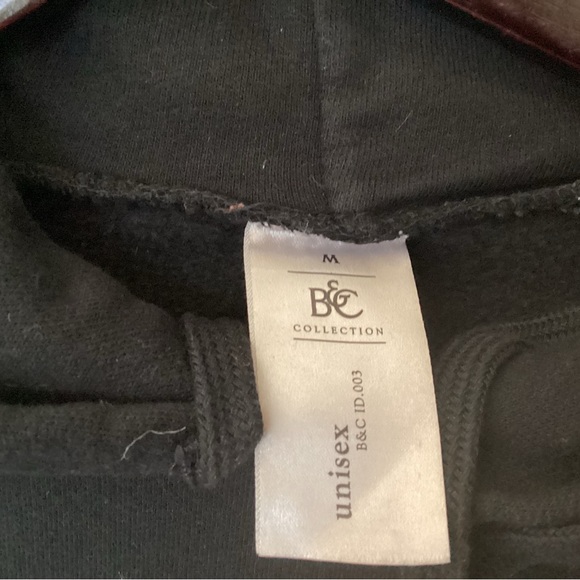 M
B&C
COLLECTION
unisex
B&C ID.003